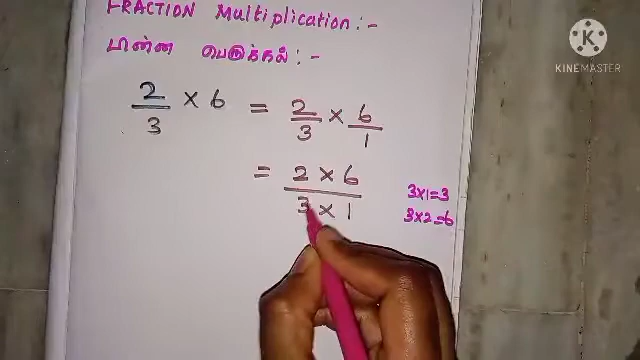 FRACTION Multiplication :-
பின்ன பெருக்கல் :-
2/3 × 6 = 2/3 × 6/1
= 2 × 6 / 3 × 1
3×1=3
3×2=6
KINEMASTER